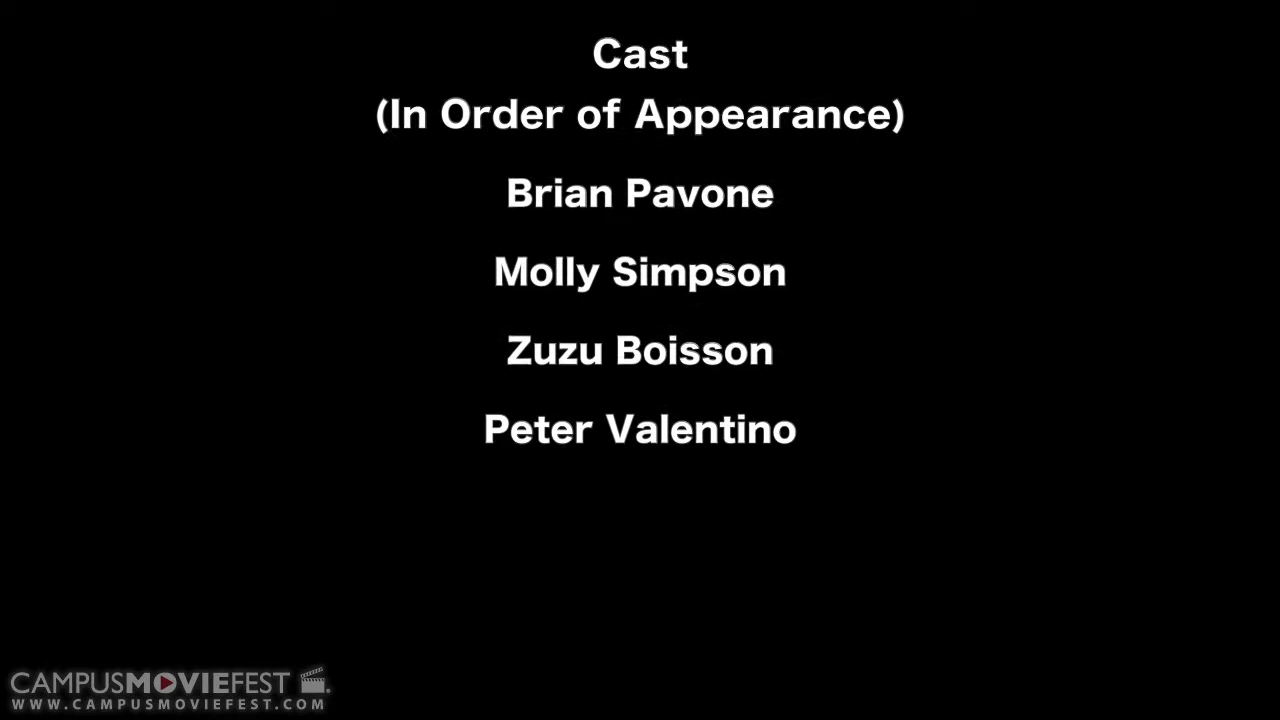 Cast
(In Order of Appearance)
Brian Pavone
Molly Simpson
Zuzu Boisson
Peter Valentino
CAMPUSMOVIEFEST
WWW.CAMPUSMOVIEFEST.COM